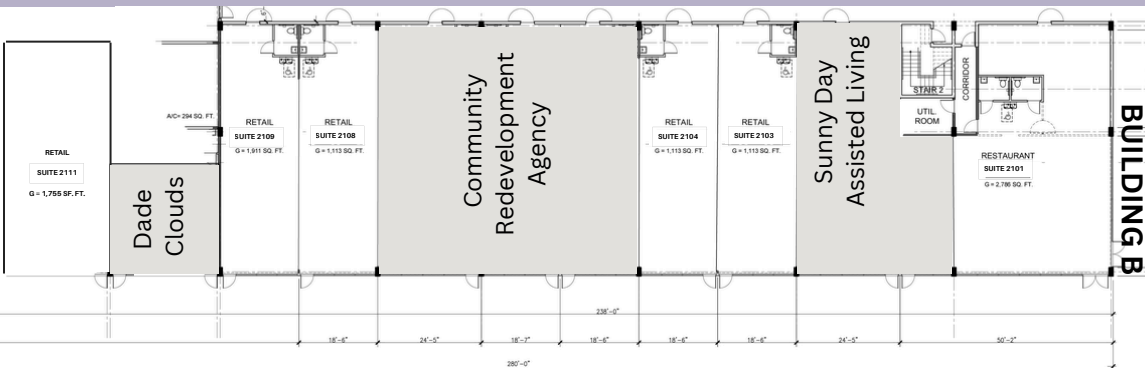 A/C= 294 SQ. FT.
RETAIL
SUITE 2111
G = 1,755 SF. FT.
Dade
Clouds
RETAIL
SUITE 2109
G = 1,911 SQ. FT.
RETAIL
SUITE 2108
G = 1,113 SQ. FT.
Community
Redevelopment
Agency
RETAIL
SUITE 2104
G = 1,113 SQ. FT.
RETAIL
SUITE 2103
G = 1,113 SQ. FT.
Sunny Day
Assisted Living
STAIR 2
UTIL.
ROOM
CORRIDOR
RESTAURANT
SUITE 2101
G = 2,786 SQ. FT.
BUILDING B
238'-0"
18'-6"
24'-5"
18'-7"
18'-6"
18'-6"
18'-6"
24'-5"
50'-2"
280'-0"